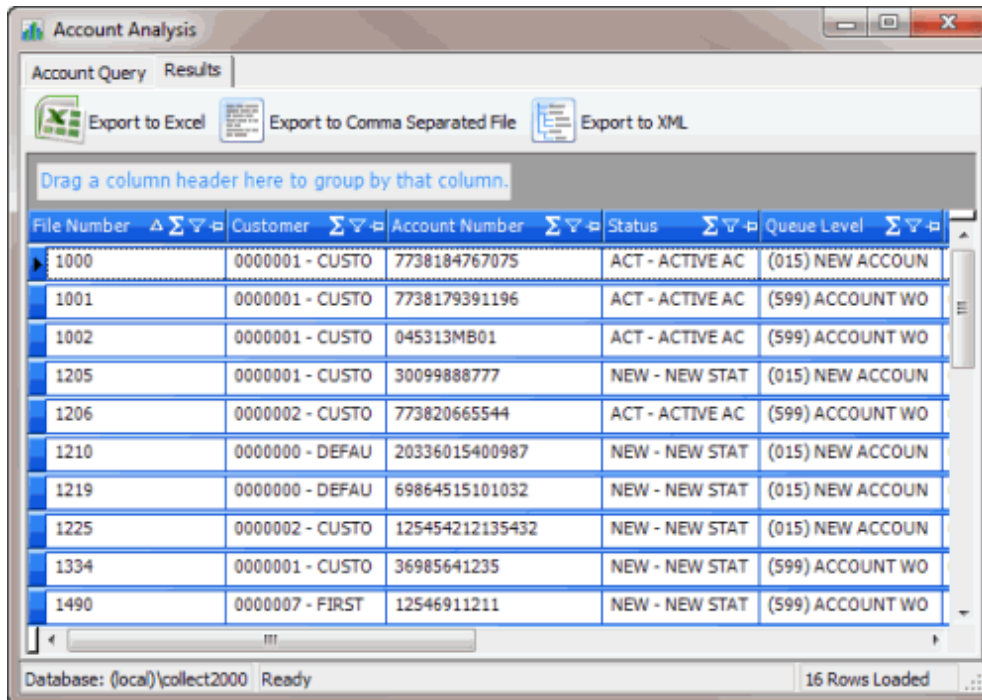 Account Analysis
Account Query Results
Export to Excel Export to Comma Separated File Export to XML
Drag a column header here to group by that column.
File Number Customer Account Number Status Queue Level
1000 0000001 - CUSTO 7738184767075 ACT - ACTIVE AC (015) NEW ACCOUN
1001 0000001 - CUSTO 7738179391196 ACT - ACTIVE AC (599) ACCOUNT WO
1002 0000001 - CUSTO 045313MB01 ACT - ACTIVE AC (599) ACCOUNT WO
1205 0000001 - CUSTO 30099888777 NEW - NEW STAT (015) NEW ACCOUN
1206 0000002 - CUSTO 773820665544 ACT - ACTIVE AC (599) ACCOUNT WO
1210 0000000 - DEFAU 20336015400987 NEW - NEW STAT (015) NEW ACCOUN
1219 0000000 - DEFAU 69864515101032 NEW - NEW STAT (015) NEW ACCOUN
1225 0000002 - CUSTO 125454212135432 NEW - NEW STAT (015) NEW ACCOUN
1334 0000001 - CUSTO 36985641235 NEW - NEW STAT (599) ACCOUNT WO
1490 0000007 - FIRST 12546911211 NEW - NEW STAT (599) ACCOUNT WO
Database: (local)\collect2000 Ready 16 Rows Loaded